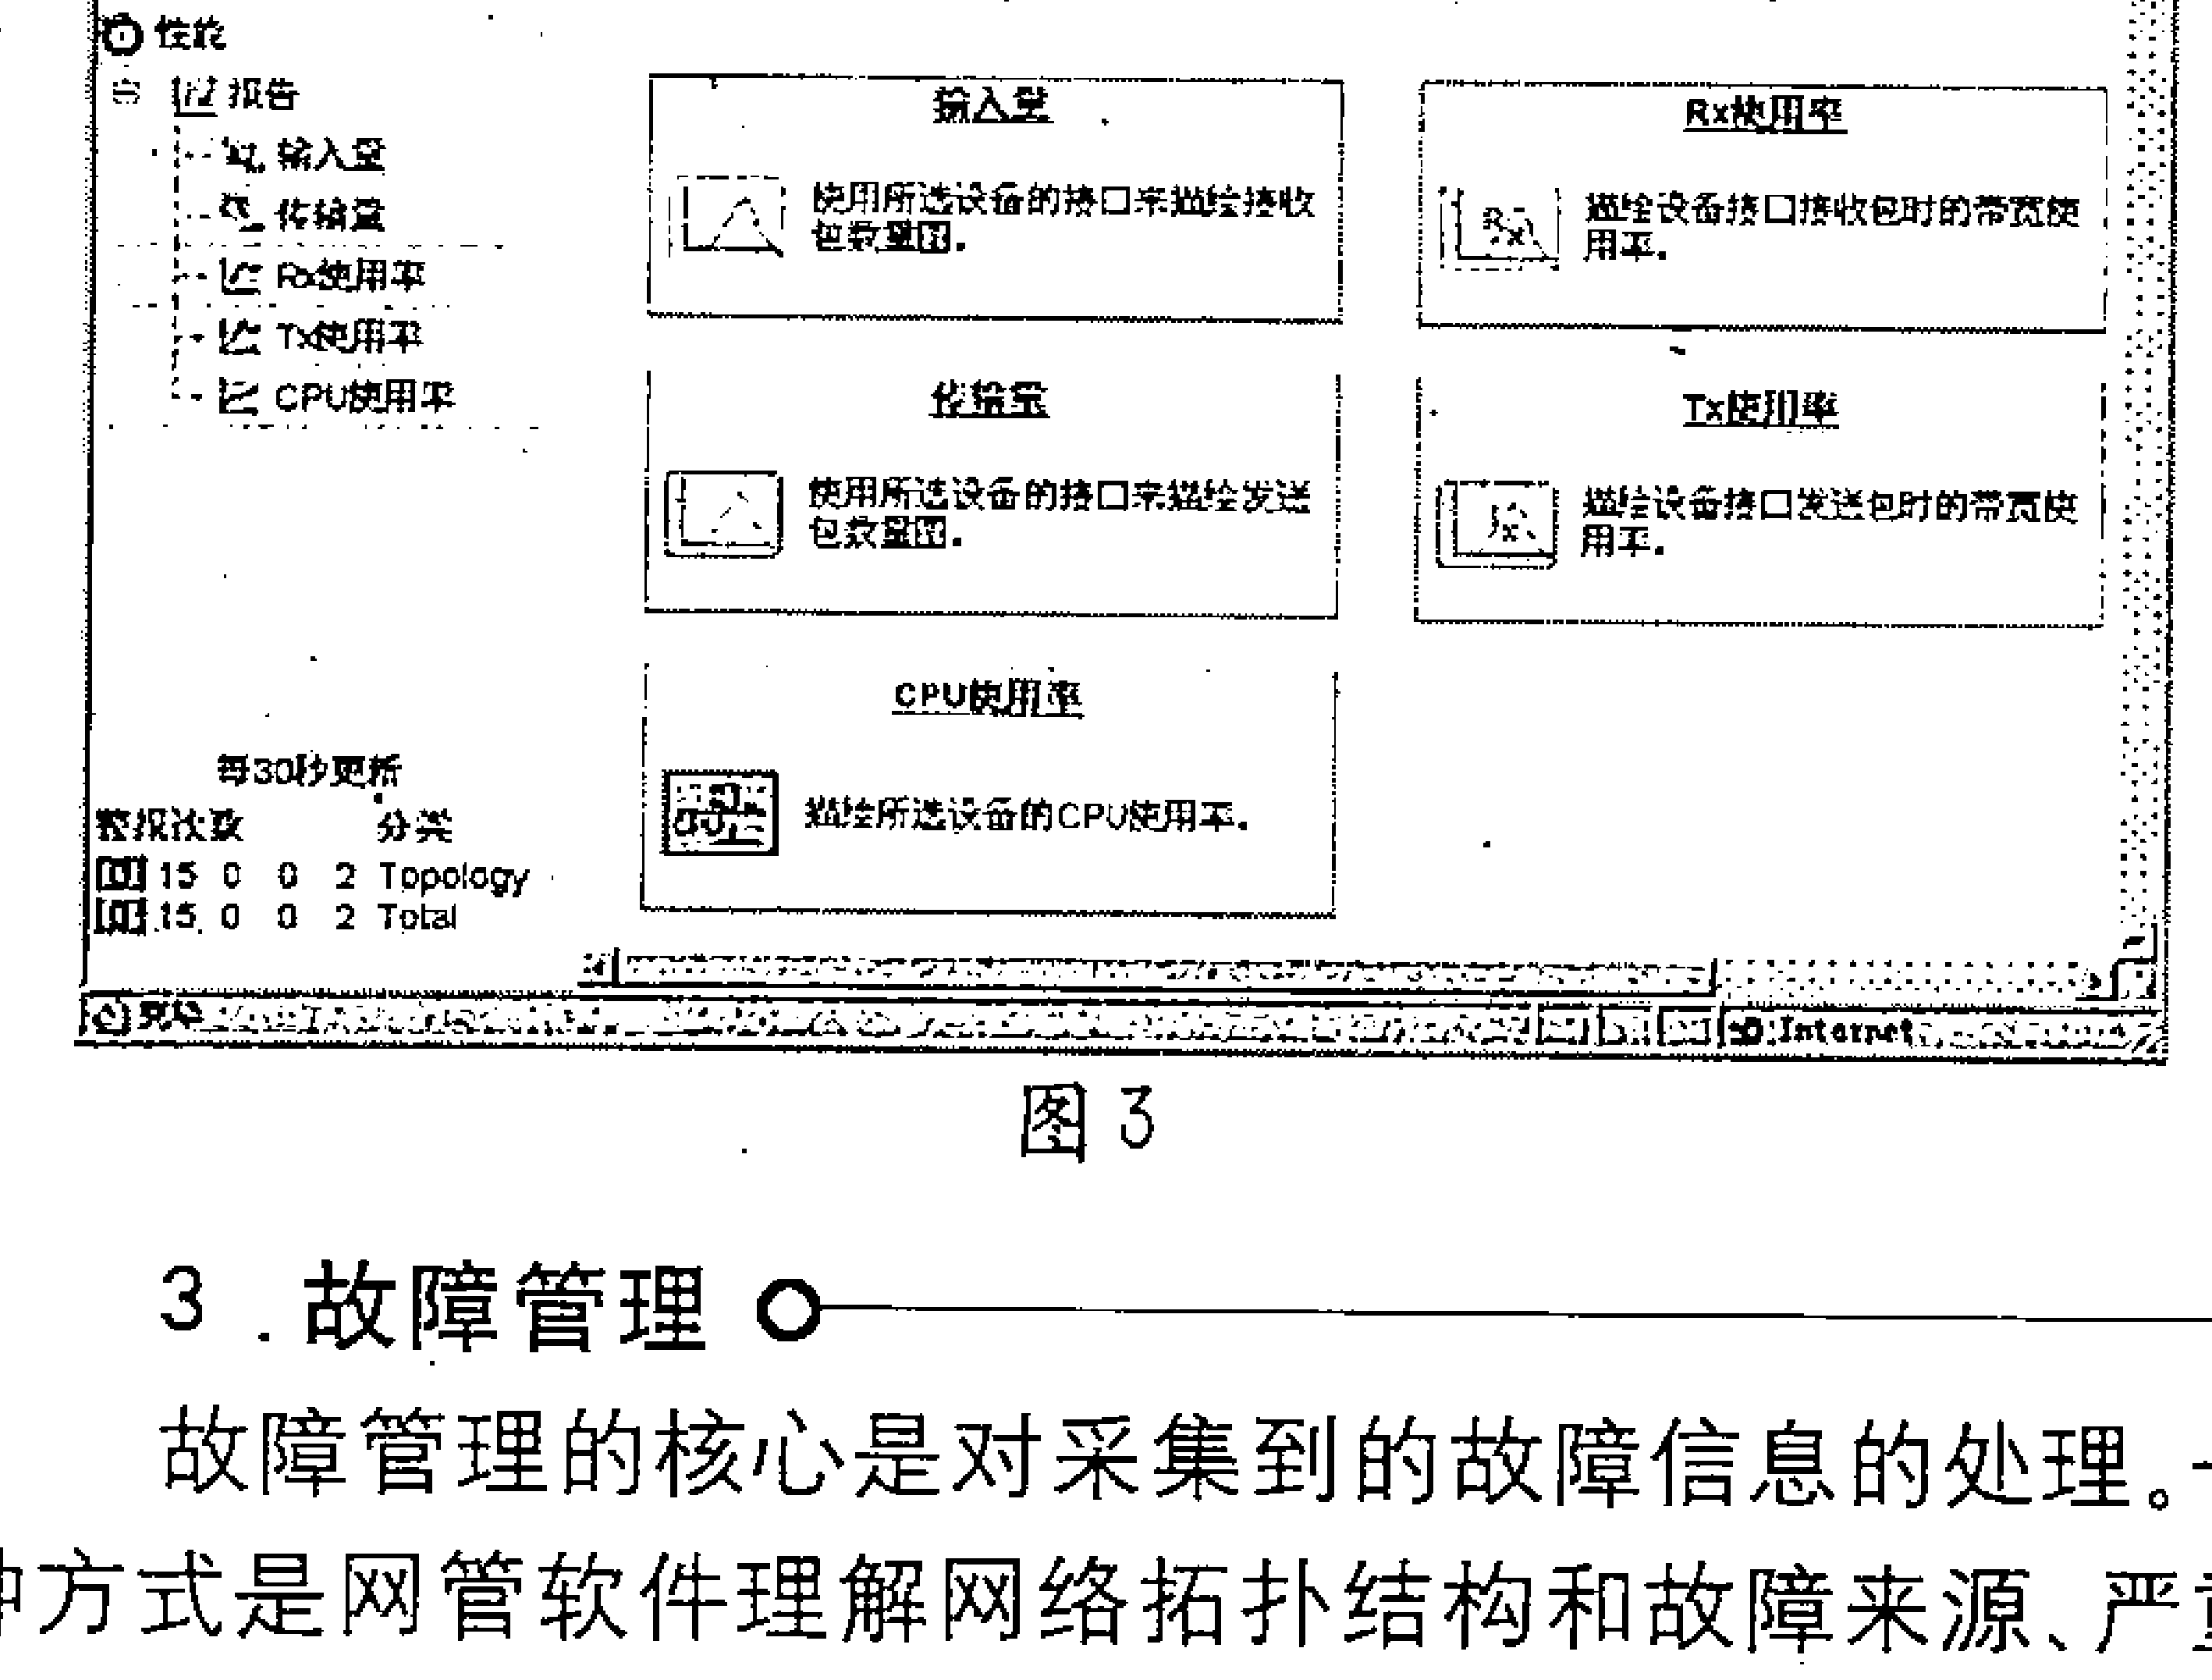 性能
报告
输入量
传输量
Rx使用率
Tx使用率
CPU使用率
每30秒更新
警报次数 分类
15 0 0 2 Topology
15 0 0 2 Total
输入量
使用所选设备的接口来描绘接收
包数量图。
Rx使用率
描绘设备接口接收包时的带宽使
用率。
传输量
使用所选设备的接口来描绘发送
包数量图。
Tx使用率
描绘设备接口发送包时的带宽使
用率。
CPU使用率
描绘所选设备的CPU使用率。
完毕
Internet
图 3
3 . 故障管理
故障管理的核心是对采集到的故障信息的处理。
方式是网管软件理解网络拓扑结构和故障来源、严